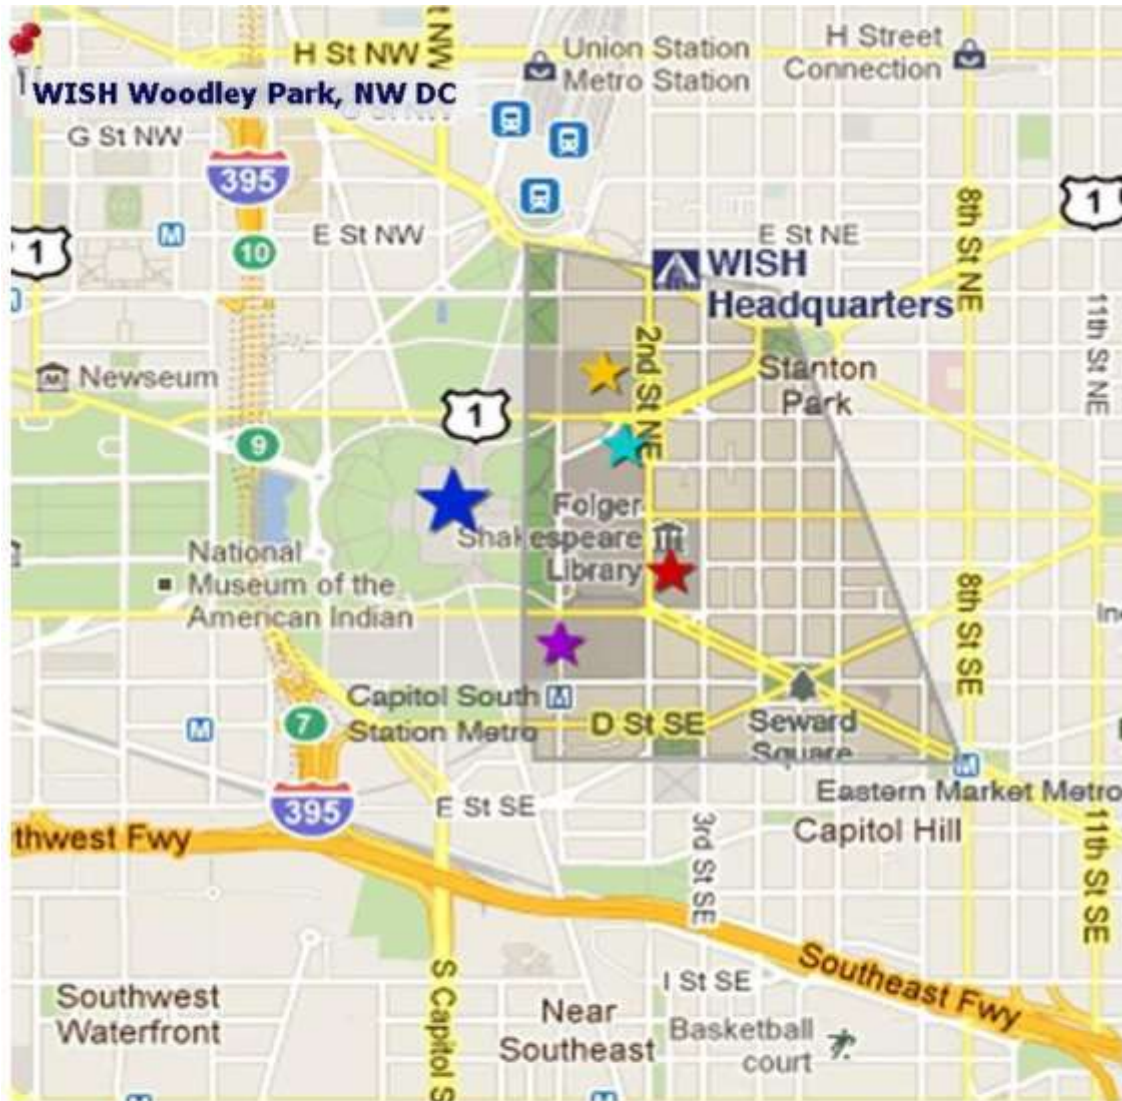 t NW
H St NW
Union Station
Metro Station
H Street
Connection
WISH Woodley Park, NW DC
G St NW
395
1
8th St NE
M
E St NW
E St NE
1
10
WISH
Headquarters
11th St NE
2nd St NE
Newseum
Stanton
Park
1
9
Folger
Shakespeare
Library
National
Museum of the
American Indian
8th St SE
In
Capitol South
Station Metro
M
7
M
D St SE
Seward
Square
M
Eastern Market Metro
395
E St SE
Capitol Hill
thwest Fwy
3rd St SE
11th St SE
Southeast Fwy
I St SE
S Capitol S
Southwest
Waterfront
Near
Southeast
Basketball
court